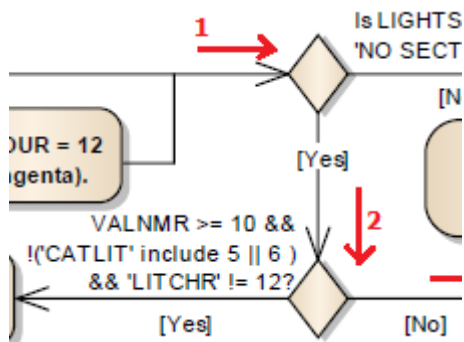 1
Is LIGHTS
'NO SECT
[N
OUR = 12
genta).
[Yes]
2
VALNMR >= 10 &&
!('CATLIT' include 5 || 6 )
&& 'LITCHR' != 12?
[Yes]
[No]